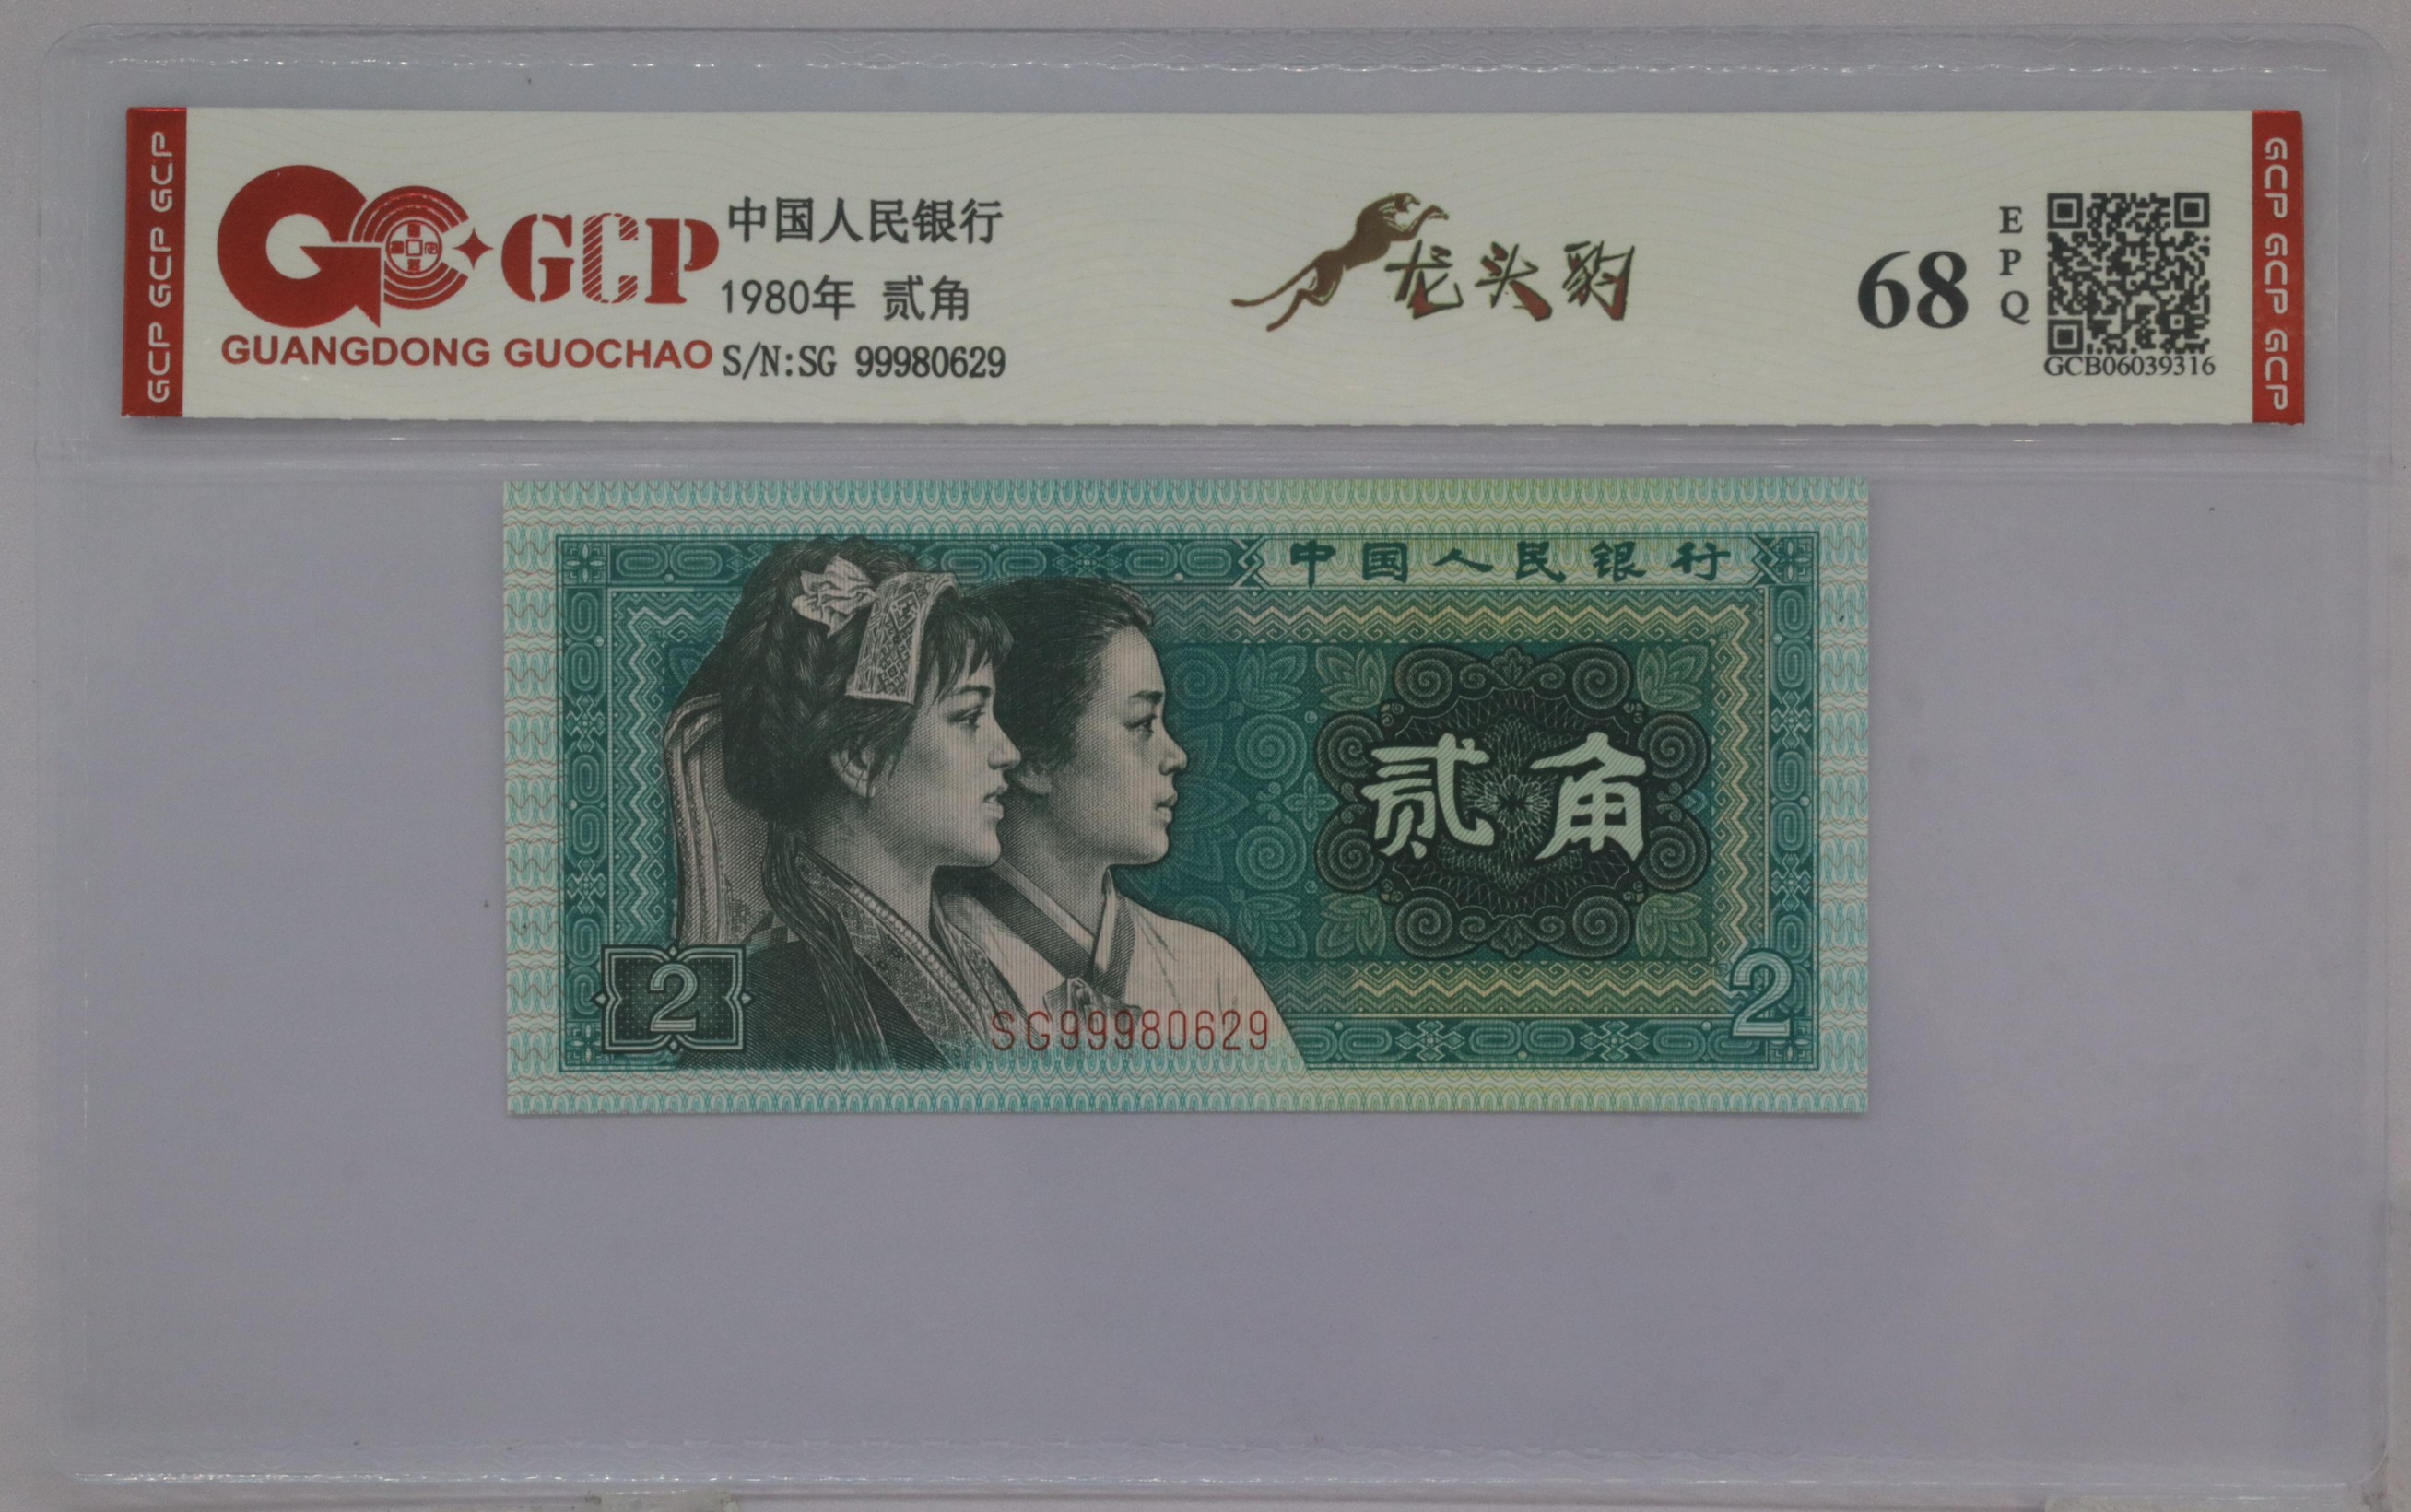 GCP GCP GCP
GCP
GUANGDONG GUOCHAO
中国人民银行
1980年 贰角
S/N:SG 99980629
龙头豹
68
EPQ
GCB06039316
GCP GCP GCP
中国人民银行
贰角
2
2
SG99980629